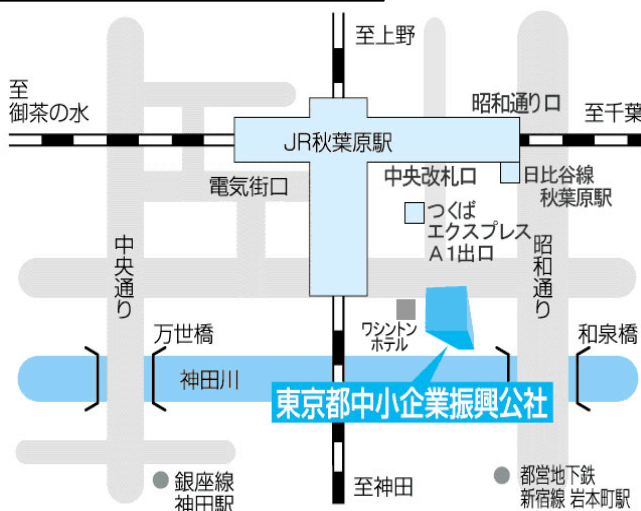 至上野
至
御茶の水
昭和通り口
至千葉
JR秋葉原駅
電気街口
中央改札口
日比谷線
秋葉原駅
つくば
エクスプレス
A1出口
中央通り
昭和通り
万世橋
ワシントン
ホテル
和泉橋
神田川
東京都中小企業振興公社
銀座線
神田駅
至神田
都営地下鉄
新宿線 岩本町駅